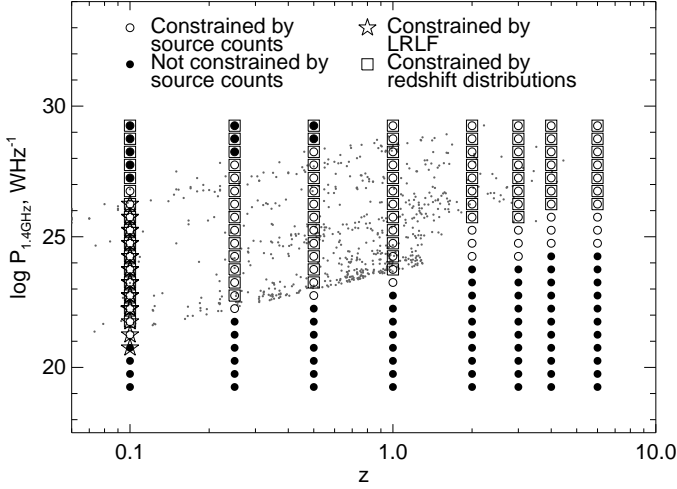 Constrained by
source counts
Not constrained by
source counts
Constrained by
LRLF
Constrained by
redshift distributions
30
25
20
log P1.4GHz, WHz-1
0.1
1.0
10.0
z